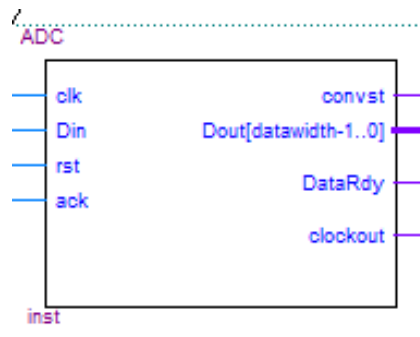 ADC
clk convst
Din Dout[datawidth-1..0]
rst
DataRdy
ack
clockout
inst